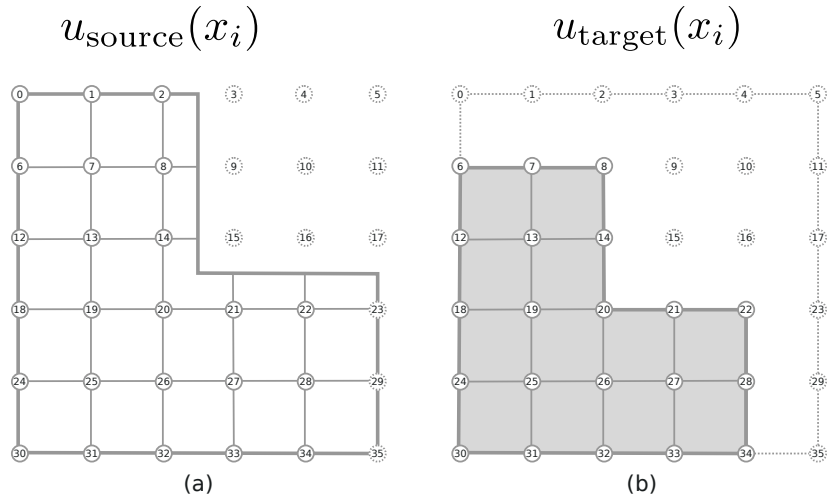 u_source(x_i) u_target(x_i)
0 1 2 3 4 5 0 1 2 3 4 5
6 7 8 9 10 11 6 7 8 9 10 11
12 13 14 15 16 17 12 13 14 15 16 17
18 19 20 21 22 23 18 19 20 21 22 23
24 25 26 27 28 29 24 25 26 27 28 29
30 31 32 33 34 35 30 31 32 33 34 35
(a) (b)